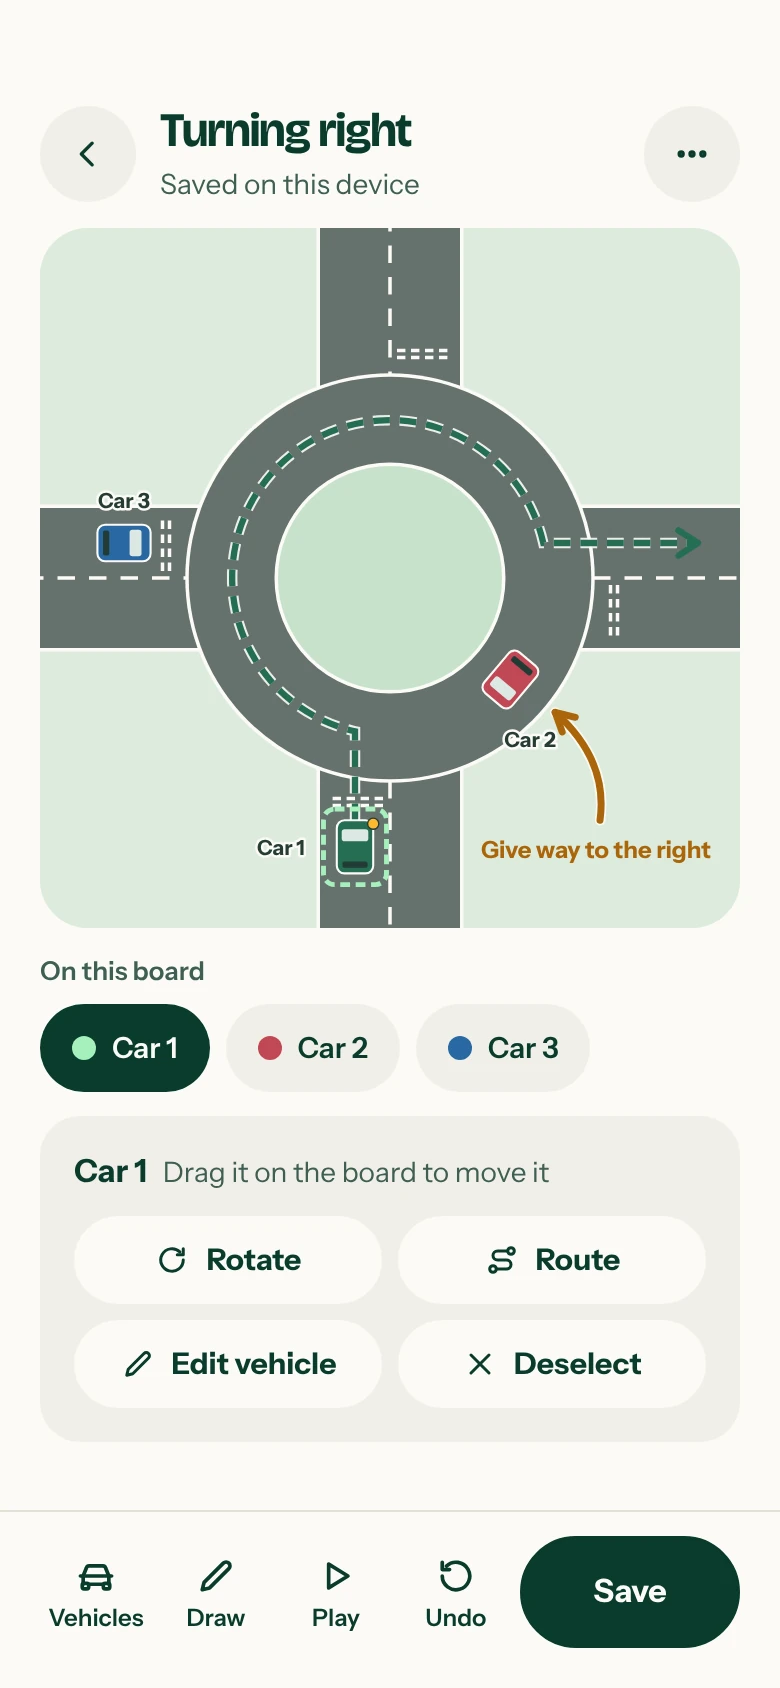 Turning right
Saved on this device
Car 3
Car 2
Car 1
Give way to the right
On this board
Car 1
Car 2
Car 3
Car 1 Drag it on the board to move it
Rotate
Route
Edit vehicle
Deselect
Vehicles
Draw
Play
Undo
Save